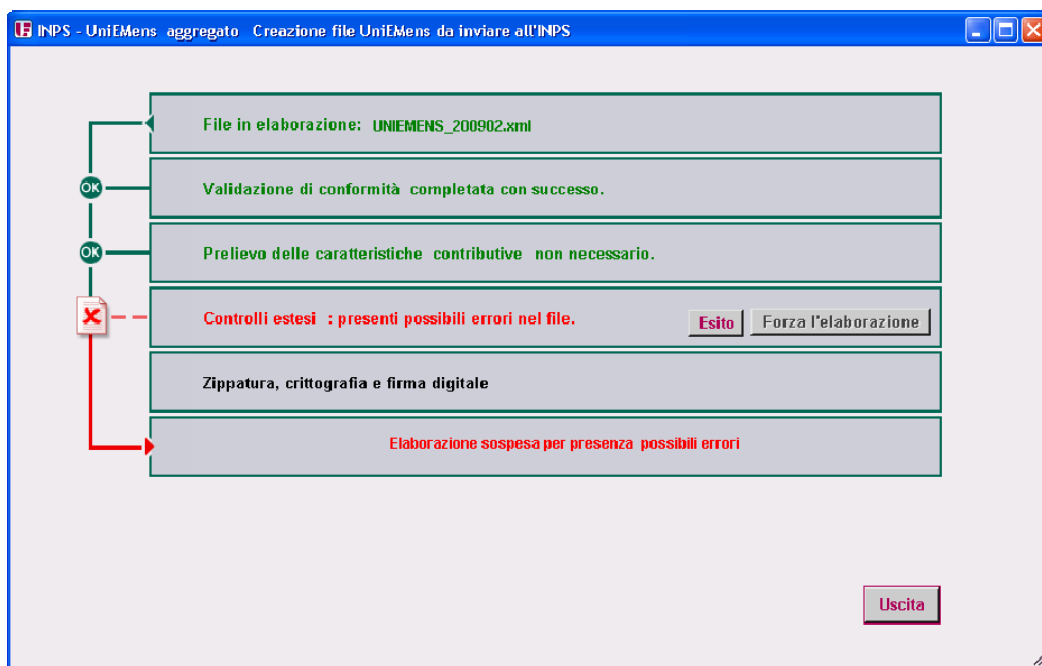 INPS - UniEMens aggregato Creazione file UniEMens da inviare all'INPS
File in elaborazione: UNIEMENS_200902.xml
OK
Validazione di conformità completata con successo.
OK
Prelievo delle caratteristiche contributive non necessario.
Controlli estesi : presenti possibili errori nel file.
Esito
Forza l'elaborazione
Zippatura, crittografia e firma digitale
Elaborazione sospesa per presenza possibili errori
Uscita